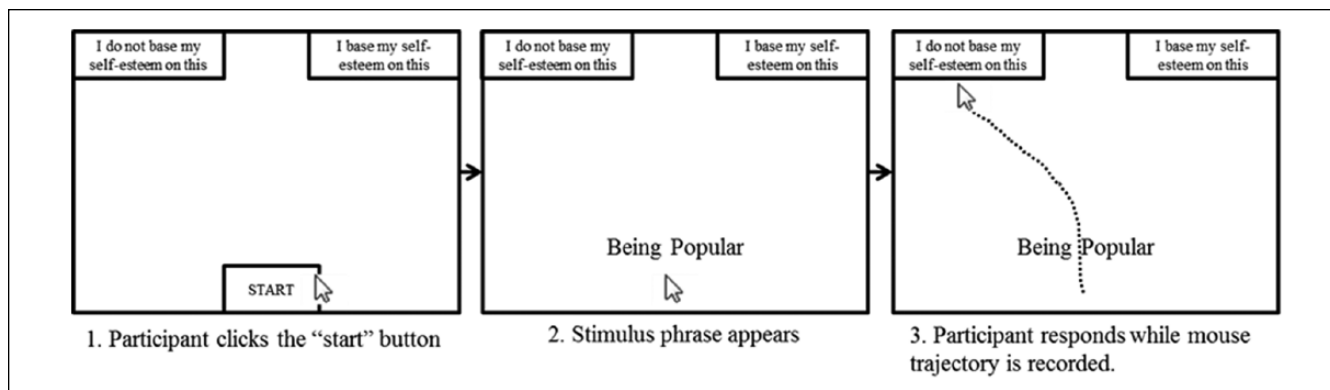 I do not base my
self-esteem on this
I base my self-
esteem on this
START
1. Participant clicks the “start” button
I do not base my
self-esteem on this
I base my self-
esteem on this
Being Popular
2. Stimulus phrase appears
I do not base my
self-esteem on this
I base my self-
esteem on this
Being Popular
3. Participant responds while mouse
trajectory is recorded.